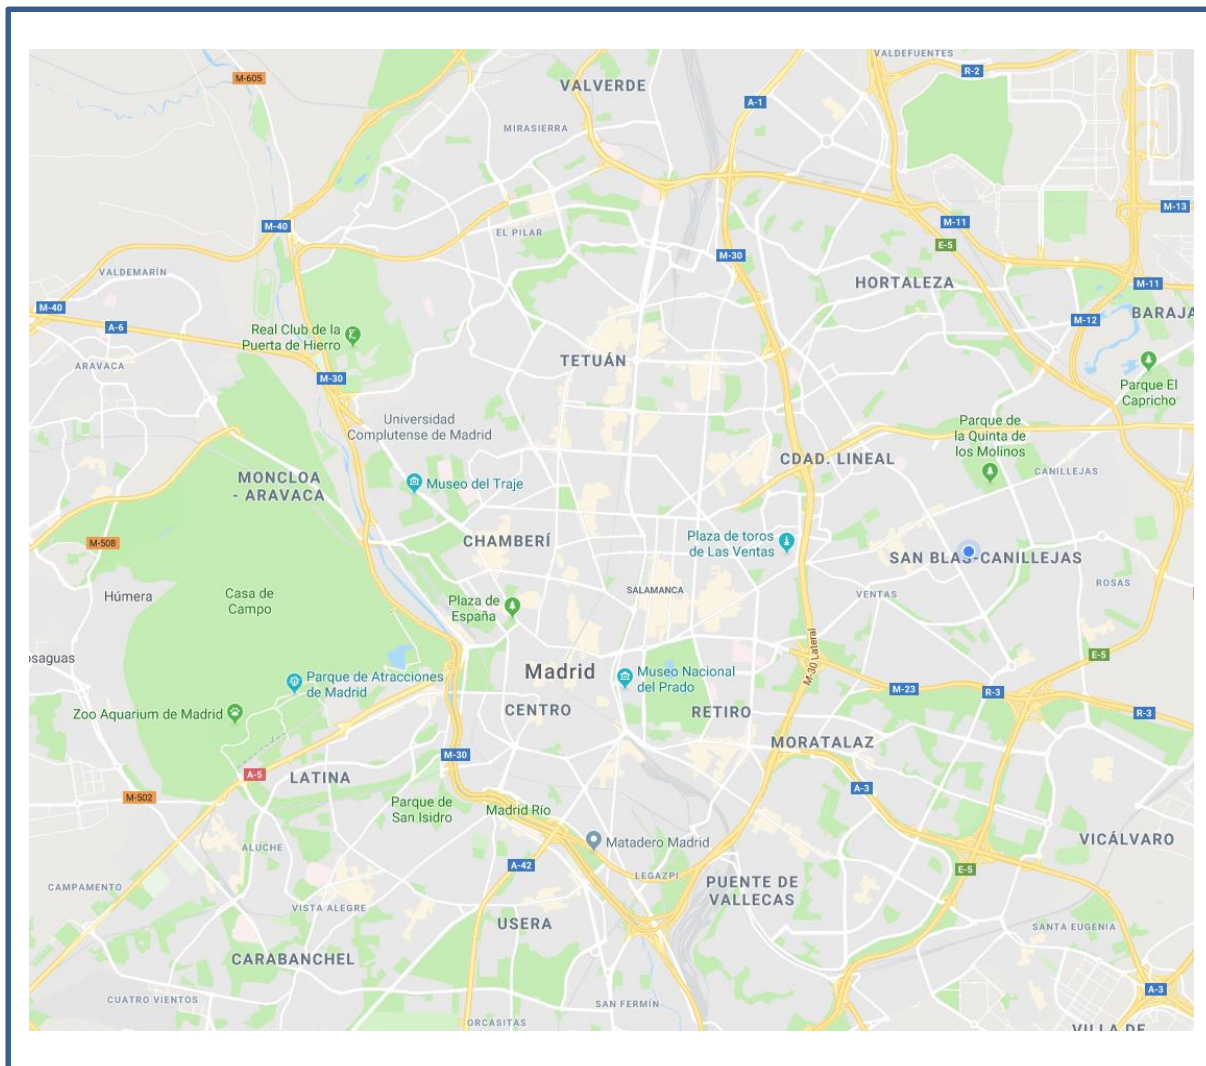 VALDEFUENTES
M-605
R-2
VALVERDE
A-1
MIRASIERRA
M-13
M-40
M-11
EL PILAR
E-5
M-30
VALDEMARÍN
HORTALEZA
M-11
M-40
BARAJA
M-12
A-6
Real Club de la
Puerta de Hierro
TETUÁN
ARAVACA
M-30
Parque El
Capricho
Universidad
Complutense de Madrid
Parque de
la Quinta de
los Molinos
CDAD. LINEAL
CANILLEJAS
MONCLOA
- ARAVACA
Museo del Traje
Plaza de toros
de Las Ventas
M-508
CHAMBERÍ
SAN BLAS-CANILLEJAS
ROSAS
Húmera
Casa de
Campo
SALAMANCA
VENTAS
Plaza de
España
M-30 Lateral
osaguas
E-5
Madrid
Museo Nacional
del Prado
Parque de Atracciones
de Madrid
M-23
R-3
Zoo Aquarium de Madrid
CENTRO
RETIRO
R-3
MORATALAZ
M-30
A-5
LATINA
A-3
M-502
Parque de
San Isidro
Madrid Río
VICÁLVARO
Matadero Madrid
ALUCHE
A-42
E-5
LEGAZPI
PUENTE DE
VALLECAS
CAMPAMENTO
VISTA ALEGRE
USERA
SANTA EUGENIA
CARABANCHEL
A-3
CUATRO VIENTOS
SAN FERMÍN
ORCASITAS
VILLA DE